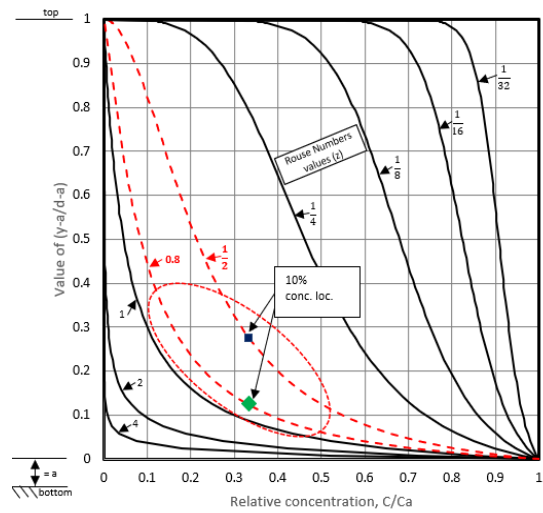 top
1
0.9
0.8
0.7
0.6
0.5
0.4
0.3
0.2
0.1
0
Value of (y-a/d-a)
1/32
1/16
1/8
1/4
Rouse Numbers
values (z)
1/2
0.8
10%
conc. loc.
1
2
4
= a
bottom
0 0.1 0.2 0.3 0.4 0.5 0.6 0.7 0.8 0.9 1
Relative concentration, C/Ca